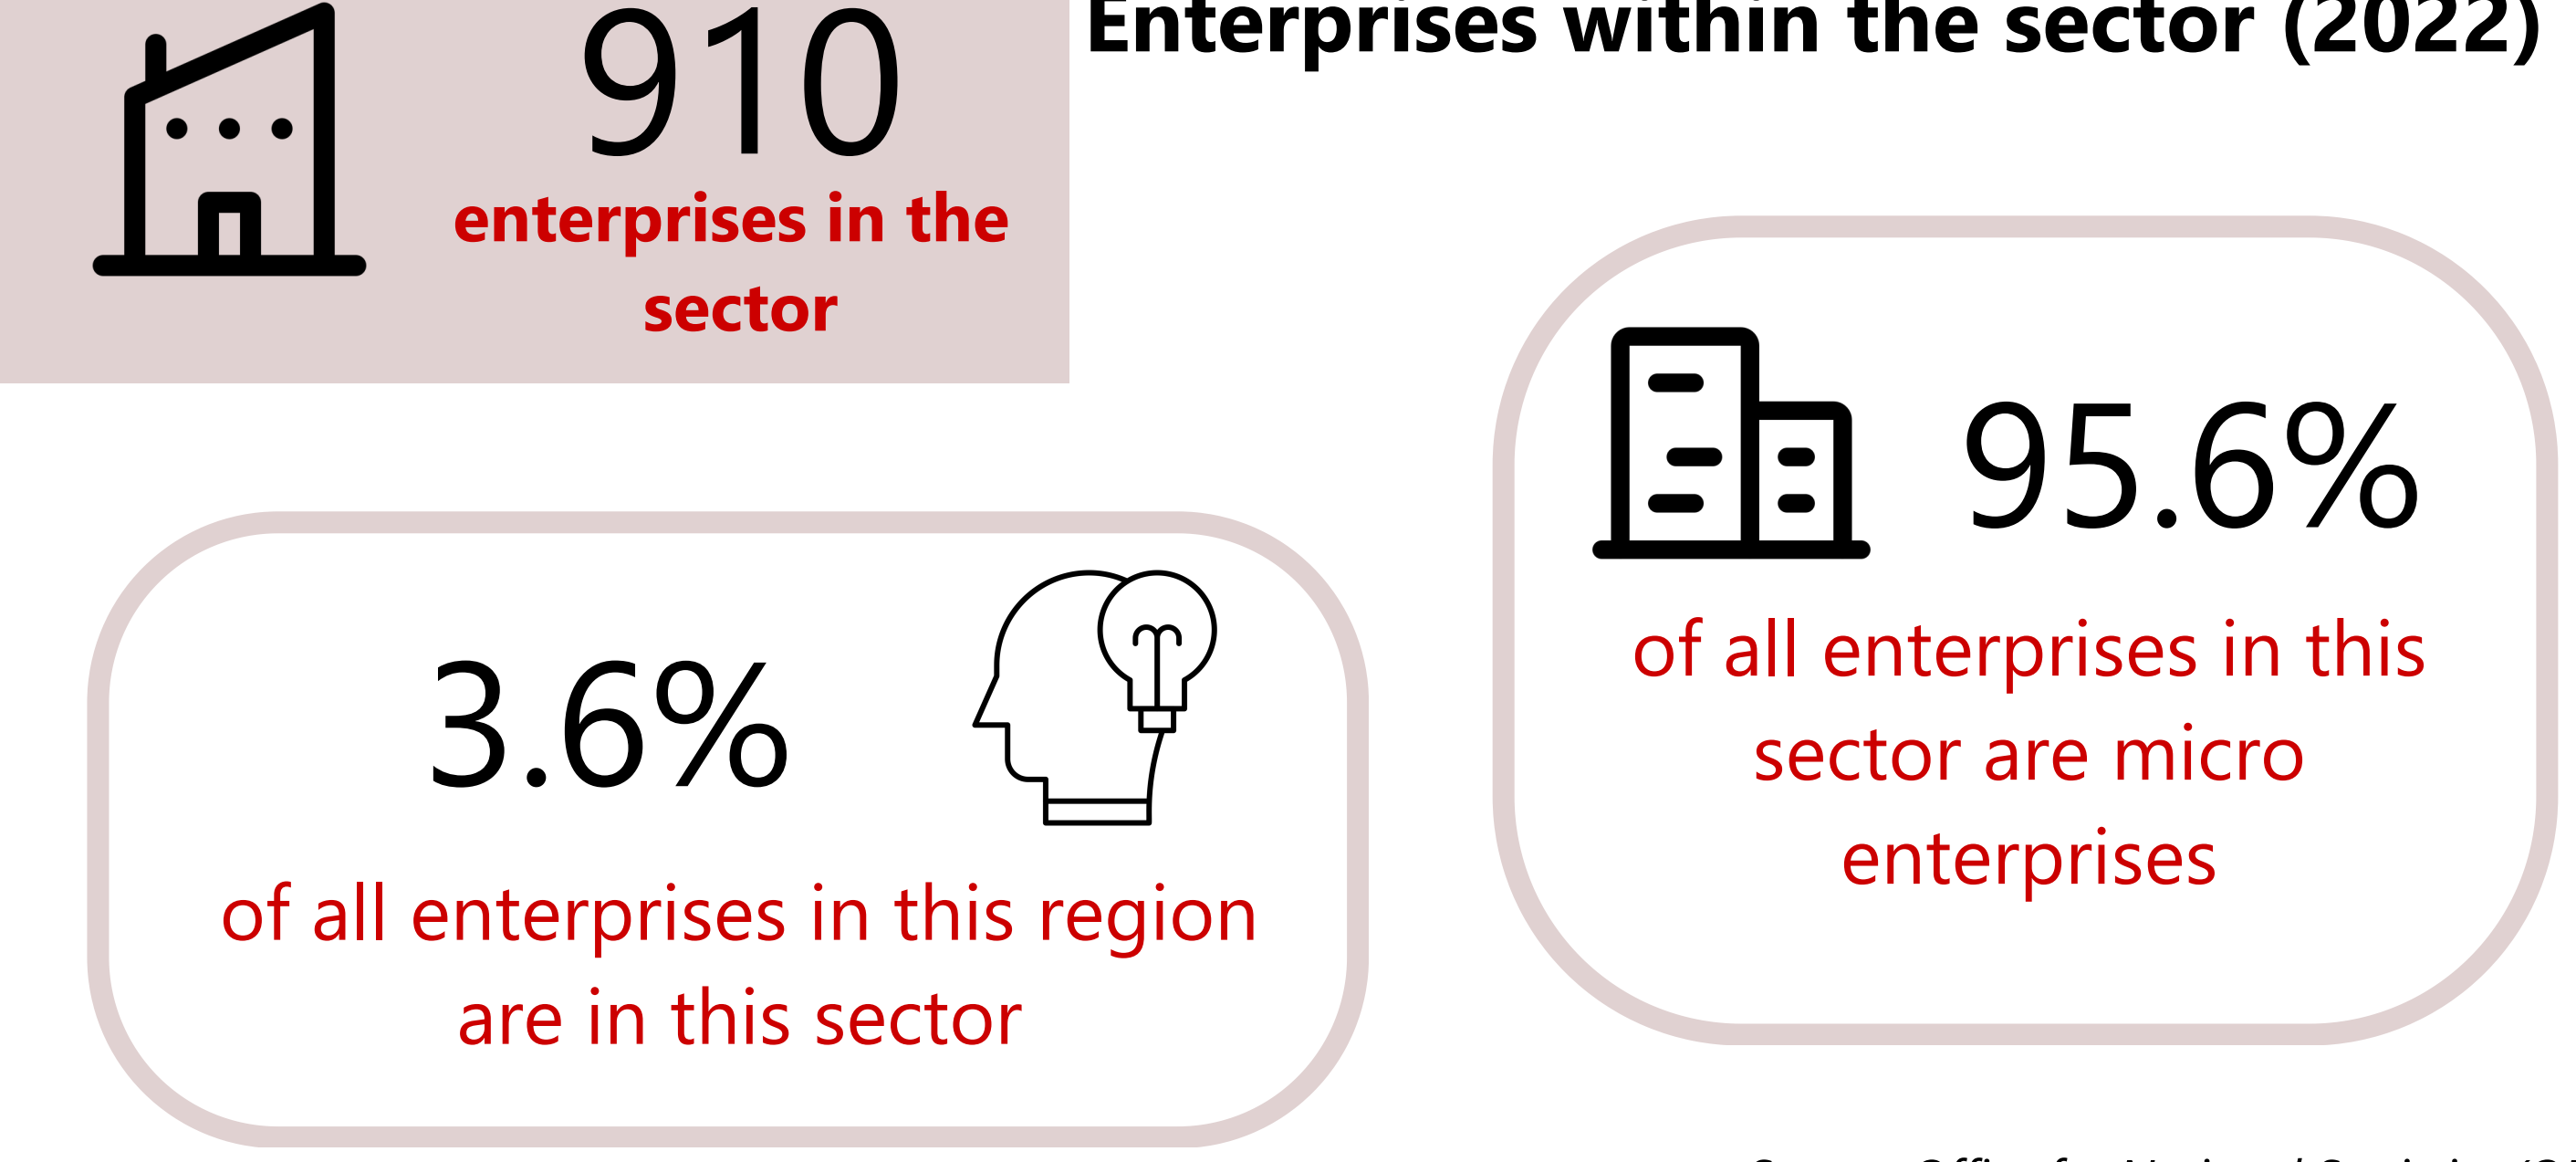 910
enterprises in the
sector
Enterprises within the sector (2022)
95.6%
of all enterprises in this
sector are micro
enterprises
3.6%
of all enterprises in this region
are in this sector